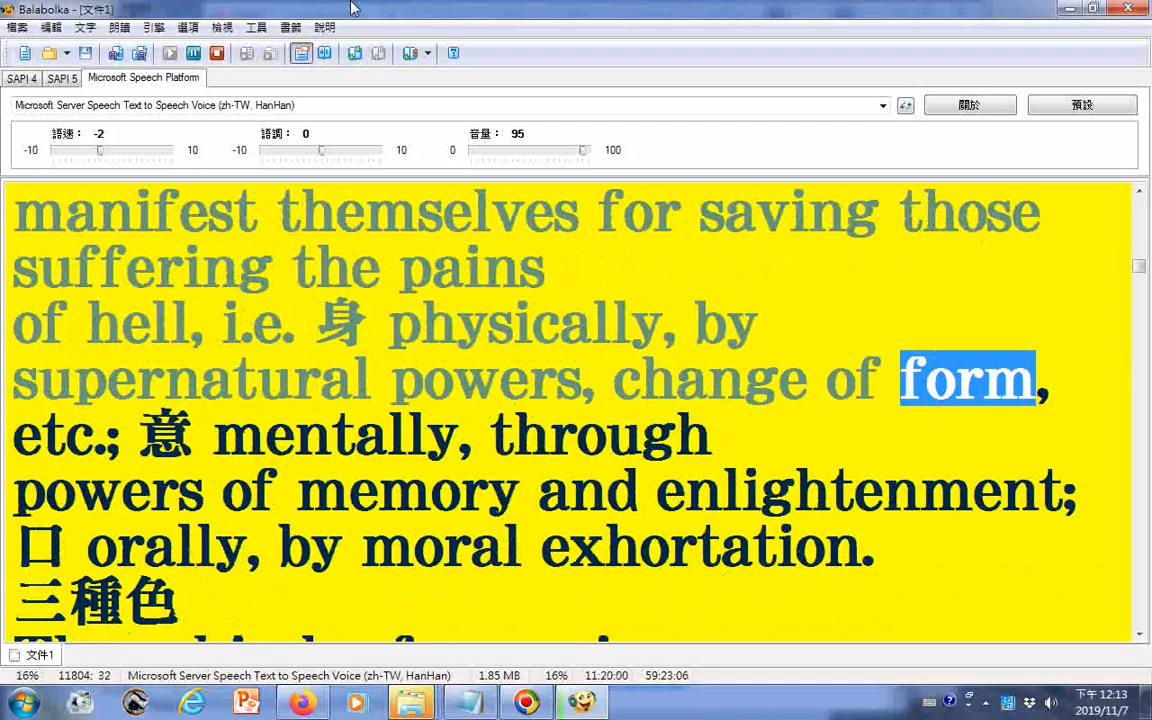 Balabolka - [文件1]
檔案 編輯 文字 朗讀 引擎 選項 檢視 工具 書籤 說明
SAPI 4 SAPI 5 Microsoft Speech Platform
Microsoft Server Speech Text to Speech Voice (zh-TW, HanHan) 關於 預設
語速： -2 語調： 0 音量： 95
-10 10 -10 10 0 100
manifest themselves for saving those
suffering the pains
of hell, i.e. 身 physically, by
supernatural powers, change of form,
etc.; 意 mentally, through
powers of memory and enlightenment;
口 orally, by moral exhortation.
三種色
文件1
16% 11804: 32 Microsoft Server Speech Text to Speech Voice (zh-TW, HanHan) 1.85 MB 16% 11:20:00 59:23:06
下午 12:13
2019/11/7